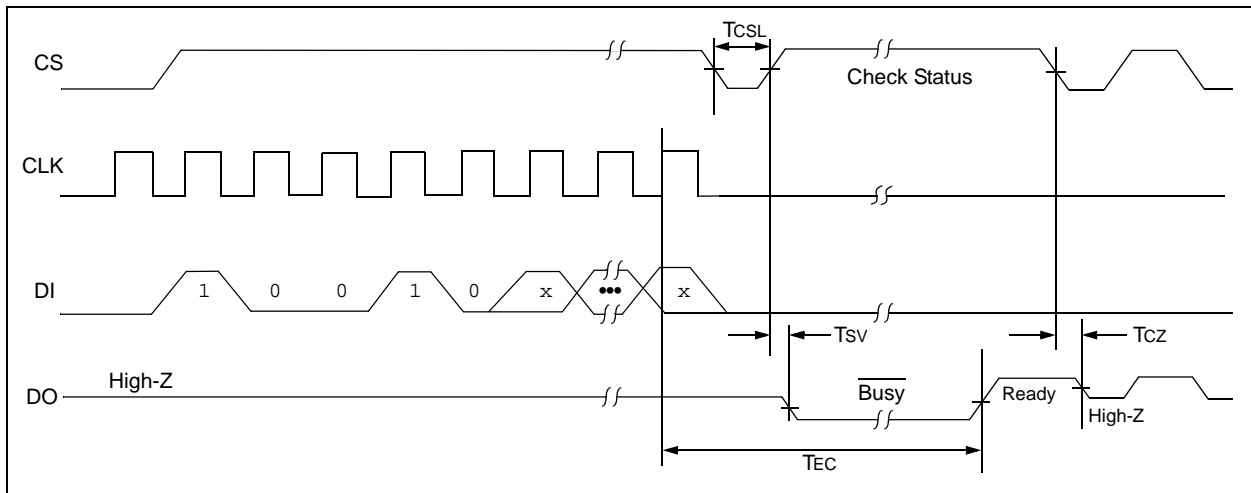 TCSL
CS
Check Status
CLK
DI
1 0 0 1 0 x ••• x
TSV
TCZ
High-Z
DO
Busy
Ready
High-Z
TEC